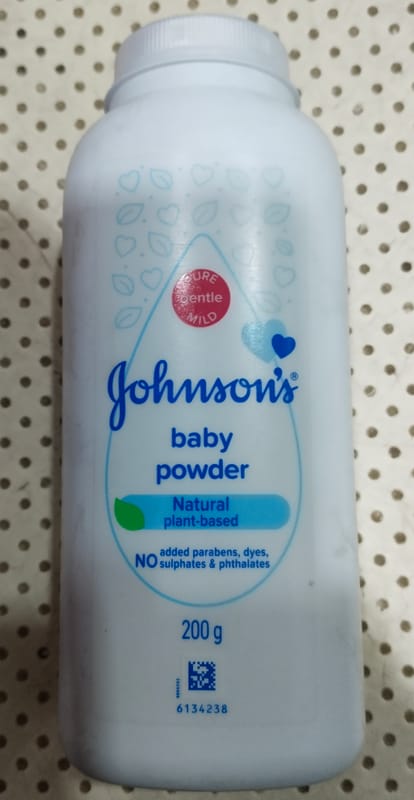 PURE
gentle
MILD
Johnson's®
baby
powder
Natural
plant-based
NO added parabens, dyes,
sulphates & phthalates
200 g
6134238